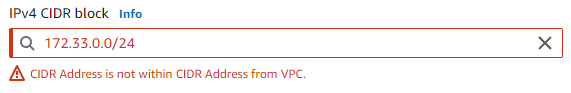 IPv4 CIDR block Info
172.33.0.0/24
CIDR Address is not within CIDR Address from VPC.